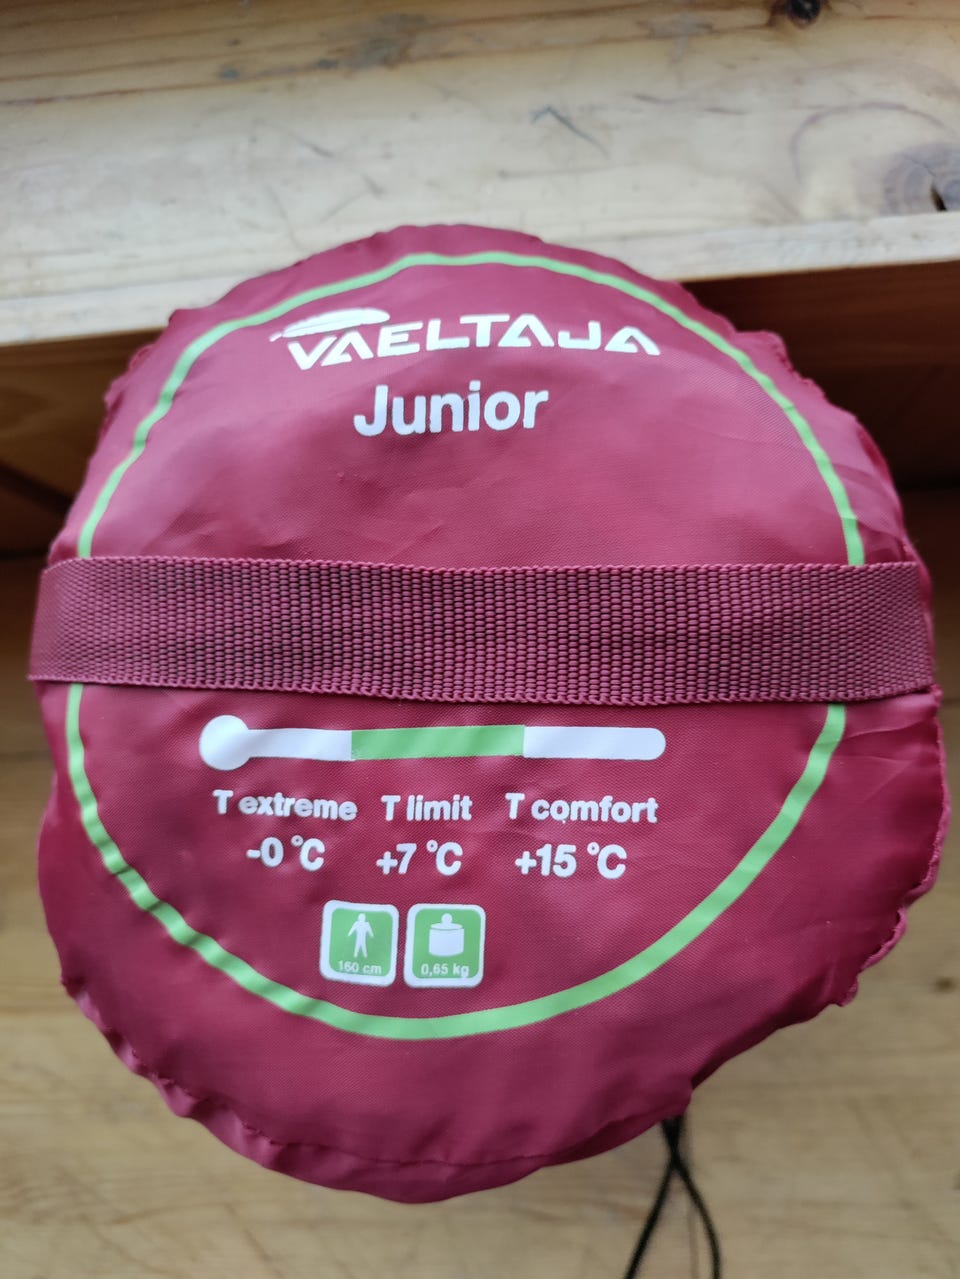 VAELTAJA
Junior
T extreme T limit T comfort
-0 °C +7 °C +15 °C
160 cm 0,65 kg